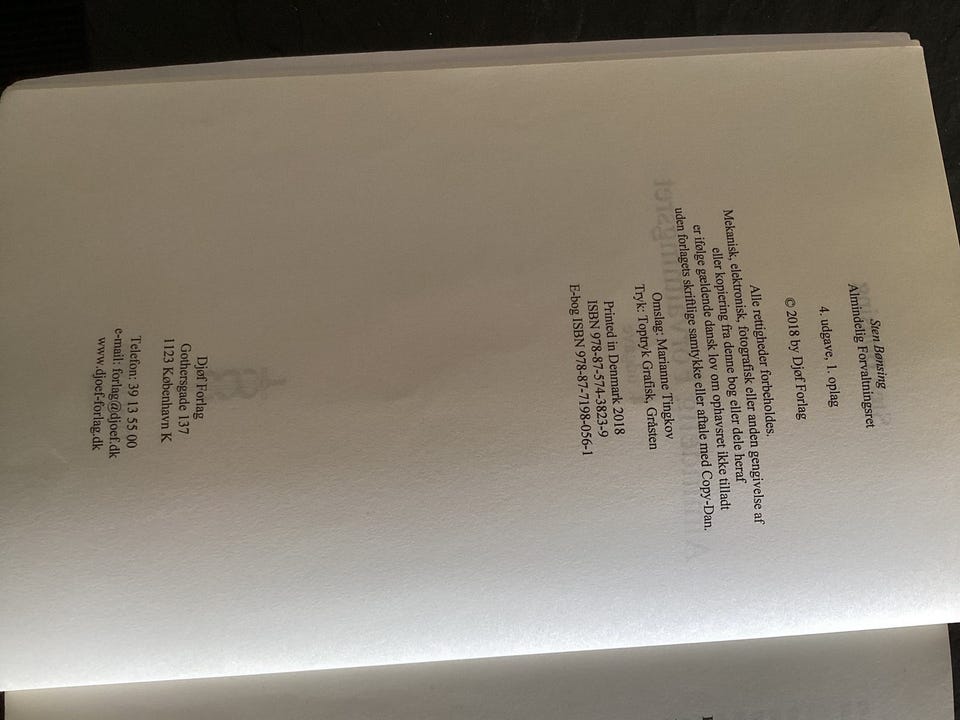 Sten Bønsing
Almindelig Forvaltningsret
4. udgave, 1. oplag
© 2018 by Djøf Forlag
Alle rettigheder forbeholdes.
Mekanisk, elektronisk, fotografisk eller anden gengivelse af
eller kopiering fra denne bog eller dele heraf
er ifølge gældende dansk lov om ophavsret ikke tilladt
uden forlagets skriftlige samtykke eller aftale med Copy-Dan.
Omslag: Marianne Tingkov
Tryk: Toptryk Grafisk, Gråsten
Printed in Denmark 2018
ISBN 978-87-574-3823-9
E-bog ISBN 978-87-7198-056-1
Djøf Forlag
Gothersgade 137
1123 København K
Telefon: 39 13 55 00
e-mail: forlag@djoef.dk
www.djoef-forlag.dk